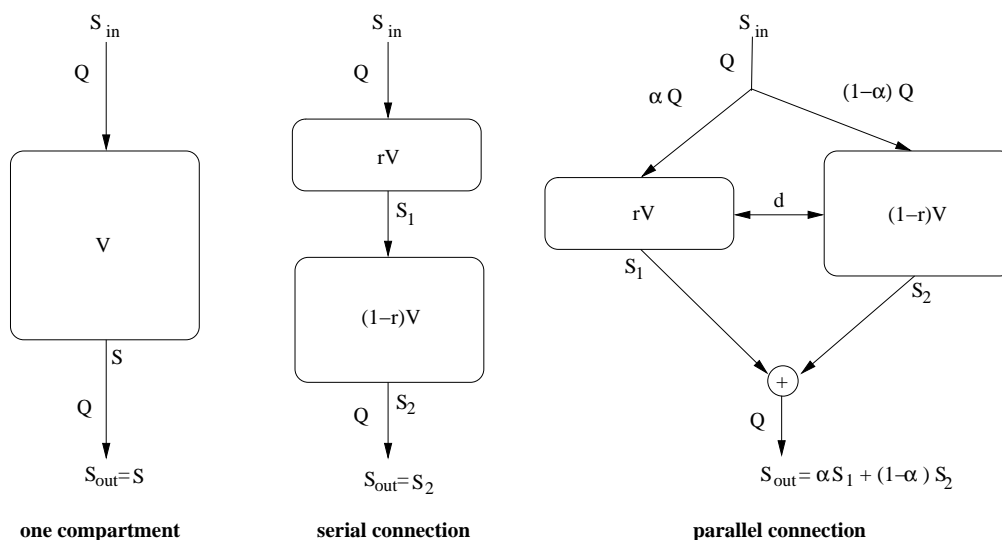 S in
Q
V
S
Q
S out = S
one compartment
S in
Q
rV
S 1
(1−r)V
S 2
Q
S out = S 2
serial connection
S in
Q
α Q
(1−α) Q
rV
d
(1−r)V
S 1
S 2
+
Q
S out = α S 1 + (1-α ) S 2
parallel connection